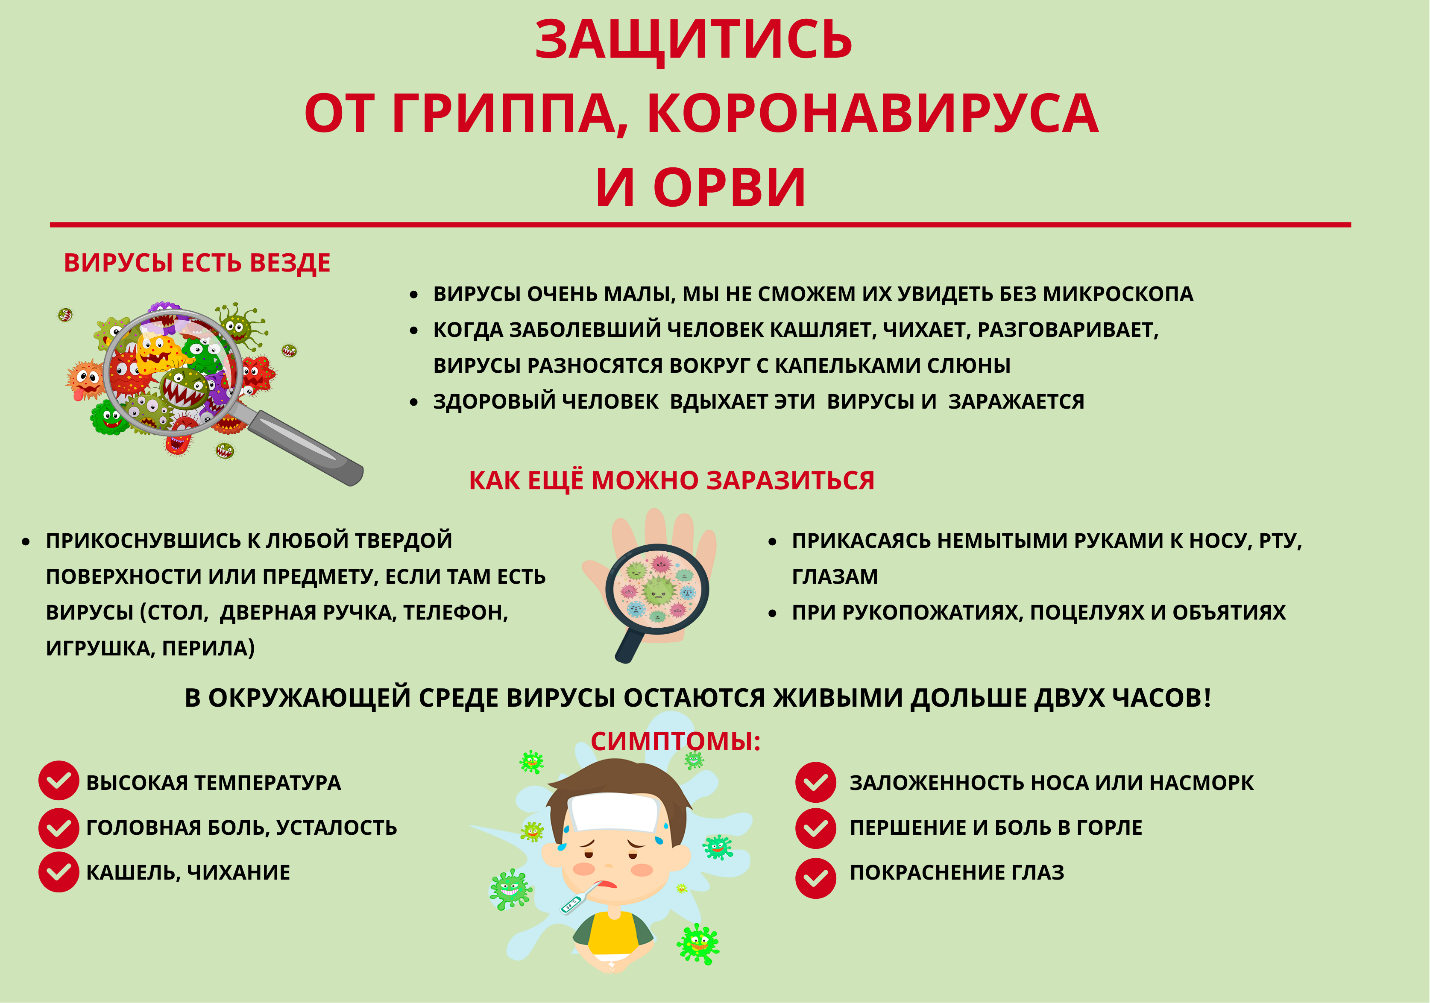 ЗАЩИТИСЬ
ОТ ГРИППА, КОРОНАВИРУСА
И ОРВИ
ВИРУСЫ ЕСТЬ ВЕЗДЕ
• ВИРУСЫ ОЧЕНЬ МАЛЫ, МЫ НЕ СМОЖЕМ ИХ УВИДЕТЬ БЕЗ МИКРОСКОПА
• КОГДА ЗАБОЛЕВШИЙ ЧЕЛОВЕК КАШЛЯЕТ, ЧИХАЕТ, РАЗГОВАРИВАЕТ,
ВИРУСЫ РАЗНОСЯТСЯ ВОКРУГ С КАПЕЛЬКАМИ СЛЮНЫ
• ЗДОРОВЫЙ ЧЕЛОВЕК ВДЫХАЕТ ЭТИ ВИРУСЫ И ЗАРАЖАЕТСЯ
КАК ЕЩЁ МОЖНО ЗАРАЗИТЬСЯ
• ПРИКОСНУВШИСЬ К ЛЮБОЙ ТВЕРДОЙ
ПОВЕРХНОСТИ ИЛИ ПРЕДМЕТУ, ЕСЛИ ТАМ ЕСТЬ
ВИРУСЫ (СТОЛ, ДВЕРНАЯ РУЧКА, ТЕЛЕФОН,
ИГРУШКА, ПЕРИЛА)
• ПРИКАСАЯСЬ НЕМЫТЫМИ РУКАМИ К НОСУ, РТУ,
ГЛАЗАМ
• ПРИ РУКОПОЖАТИЯХ, ПОЦЕЛУЯХ И ОБЪЯТИЯХ
В ОКРУЖАЮЩЕЙ СРЕДЕ ВИРУСЫ ОСТАЮТСЯ ЖИВЫМИ ДОЛЬШЕ ДВУХ ЧАСОВ!
СИМПТОМЫ:
ВЫСОКАЯ ТЕМПЕРАТУРА
ГОЛОВНАЯ БОЛЬ, УСТАЛОСТЬ
КАШЕЛЬ, ЧИХАНИЕ
ЗАЛОЖЕННОСТЬ НОСА ИЛИ НАСМОРК
ПЕРШЕНИЕ И БОЛЬ В ГОРЛЕ
ПОКРАСНЕНИЕ ГЛАЗ